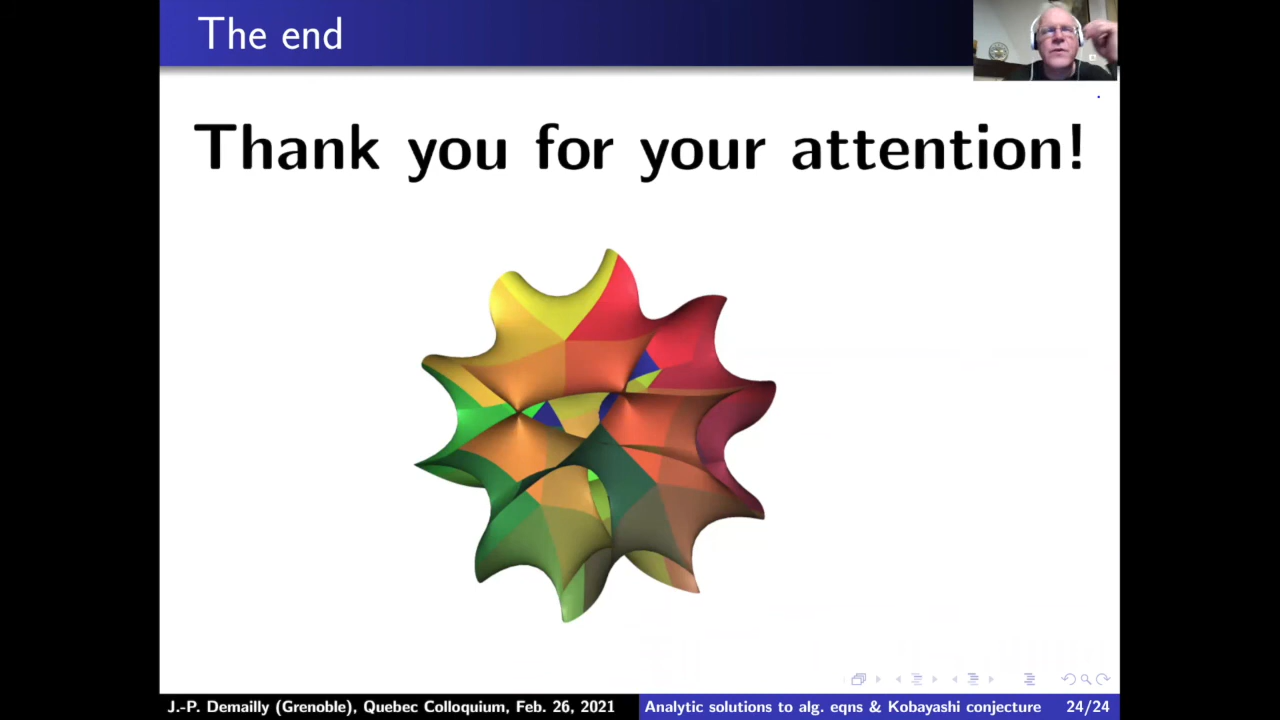 The end
Thank you for your attention!
J.-P. Demailly (Grenoble), Quebec Colloquium, Feb. 26, 2021
Analytic solutions to alg. eqns & Kobayashi conjecture
24/24